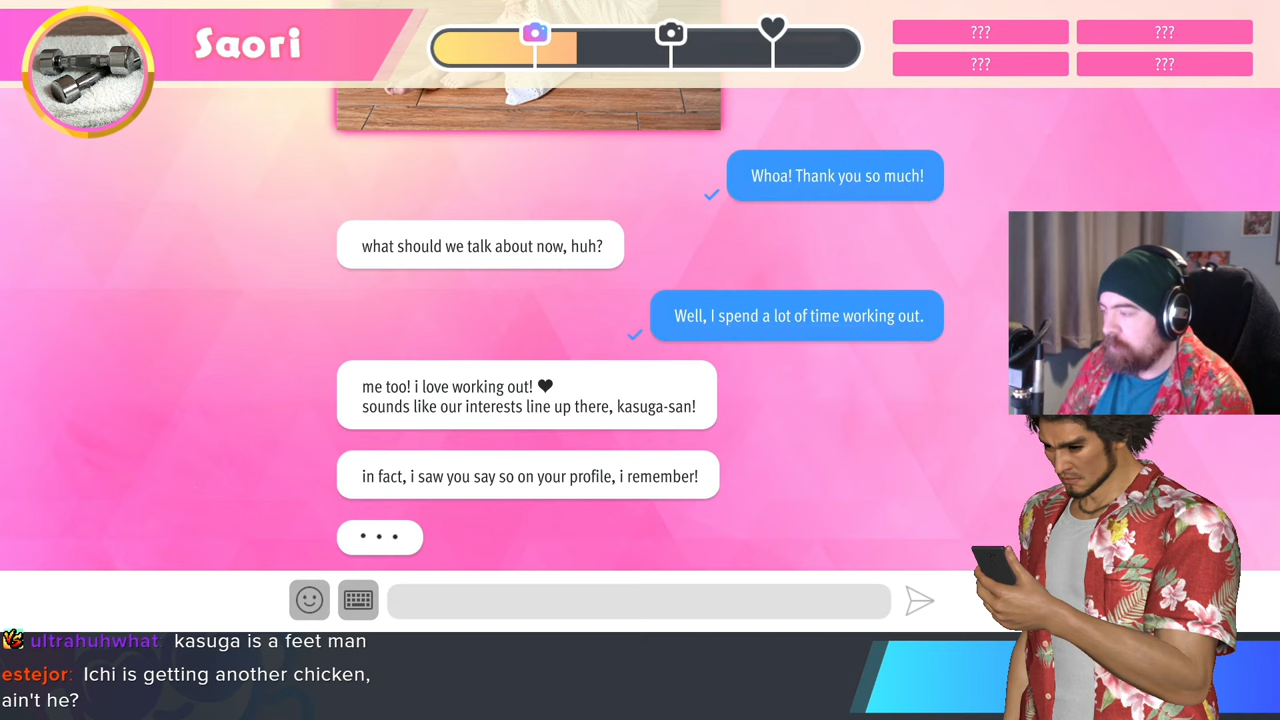 Saori
???
???
???
???
Whoa! Thank you so much!
what should we talk about now, huh?
Well, I spend a lot of time working out.
me too! i love working out! ♥
sounds like our interests line up there, kasuga-san!
in fact, i saw you say so on your profile, i remember!
• • •
ultrahuhwhat: kasuga is a feet man
estejor: Ichi is getting another chicken,
ain't he?